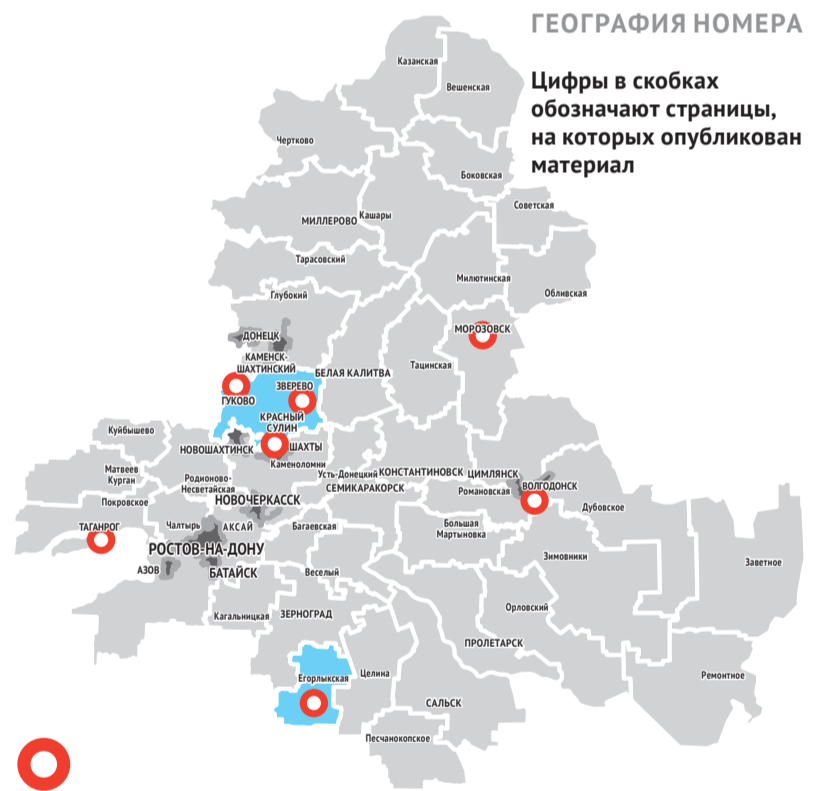 ГЕОГРАФИЯ НОМЕРА
Цифры в скобках
обозначают страницы,
на которых опубликован
материал
Казанская
Вешенская
Чертково
Боковская
Советская
МИЛЛЕРОВО
Кашары
Тарасовский
Милютинская
Обливская
Глубокий
МОРОЗОВСК
ДОНЕЦК
КАМЕНСК-
ШАХТИНСКИЙ
БЕЛАЯ КАЛИТВА
Тацинская
ЗВЕРЕВО
ГУКОВО
КРАСНЫЙ
СУЛИН
Куйбышево
НОВОШАХТИНСК
ШАХТЫ
Каменоломни
Матвеев
Курган
Родионово-
Несветайская
Усть-Донецкий
КОНСТАНТИНОВСК
ЦИМЛЯНСК
СЕМИКАРАКОРСК
Романовская
ВОЛГОДОНСК
Покровское
НОВОЧЕРКАССК
Дубовское
ТАГАНРОГ
Чалтырь
АКСАЙ
Багаевская
Большая
Мартыновка
РОСТОВ-НА-ДОНУ
Зимовники
Заветное
АЗОВ
БАТАЙСК
Веселый
Кагальницкая
ЗЕРНОГРАД
Орловский
ПРОЛЕТАРСК
Егорлыкская
Целина
Ремонтное
САЛЬСК
Песчанокопское